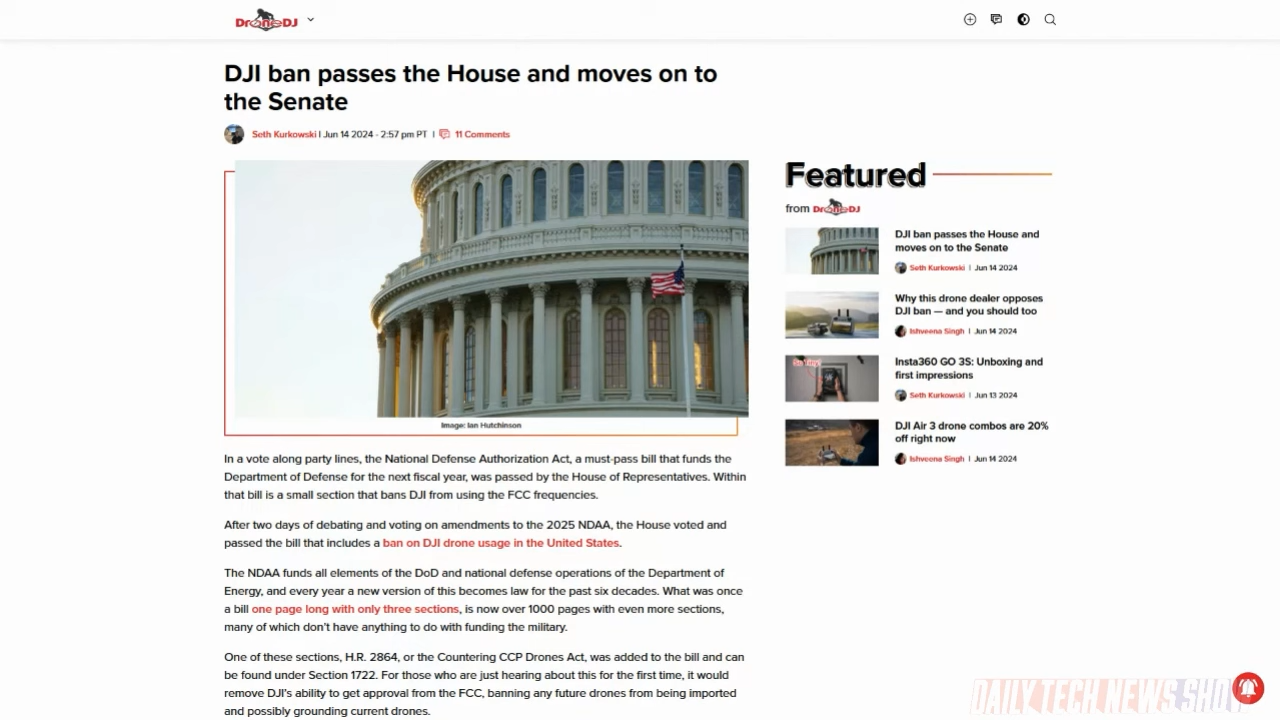 DroneDJ
DJI ban passes the House and moves on to
the Senate
Seth Kurkowski | Jun 14 2024 - 2:57 pm PT | 11 Comments
Image: Ian Hutchinson
In a vote along party lines, the National Defense Authorization Act, a must-pass bill that funds the
Department of Defense for the next fiscal year, was passed by the House of Representatives. Within
that bill is a small section that bans DJI from using the FCC frequencies.
After two days of debating and voting on amendments to the 2025 NDAA, the House voted and
passed the bill that includes a ban on DJI drone usage in the United States.
The NDAA funds all elements of the DoD and national defense operations of the Department of
Energy, and every year a new version of this becomes law for the past six decades. What was once
a bill one page long with only three sections, is now over 1000 pages with even more sections,
many of which don't have anything to do with funding the military.
One of these sections, H.R. 2864, or the Countering CCP Drones Act, was added to the bill and can
be found under Section 1722. For those who are just hearing about this for the first time, it would
remove DJI's ability to get approval from the FCC, banning any future drones from being imported
and possibly grounding current drones.
Featured
from DroneDJ
DJI ban passes the House and
moves on to the Senate
Seth Kurkowski | Jun 14 2024
Why this drone dealer opposes
DJI ban — and you should too
Ishveena Singh | Jun 14 2024
Insta360 GO 3S: Unboxing and
first impressions
Seth Kurkowski | Jun 13 2024
DJI Air 3 drone combos are 20%
off right now
Ishveena Singh | Jun 14 2024
DAILY TECH NEWS SHOW